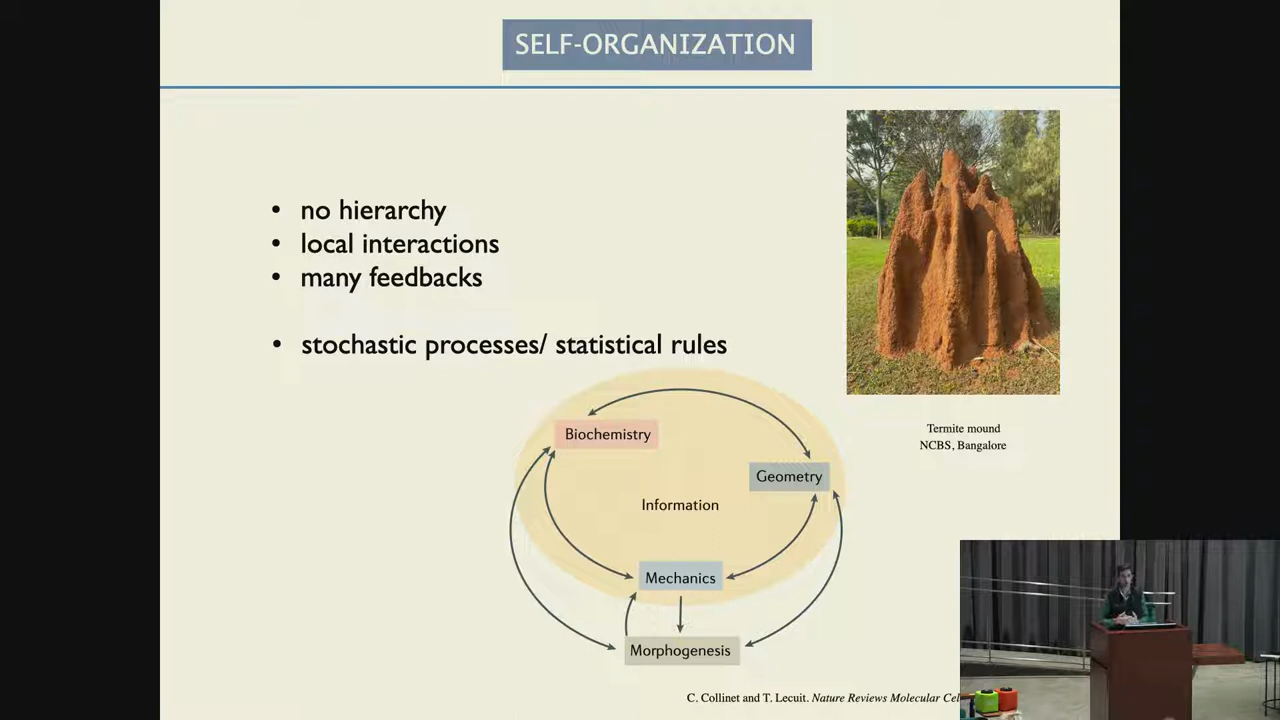 SELF-ORGANIZATION
• no hierarchy
• local interactions
• many feedbacks
• stochastic processes/ statistical rules
Termite mound
NCBS, Bangalore
Biochemistry
Geometry
Information
Mechanics
Morphogenesis
C. Collinet and T. Lecuit. Nature Reviews Molecular